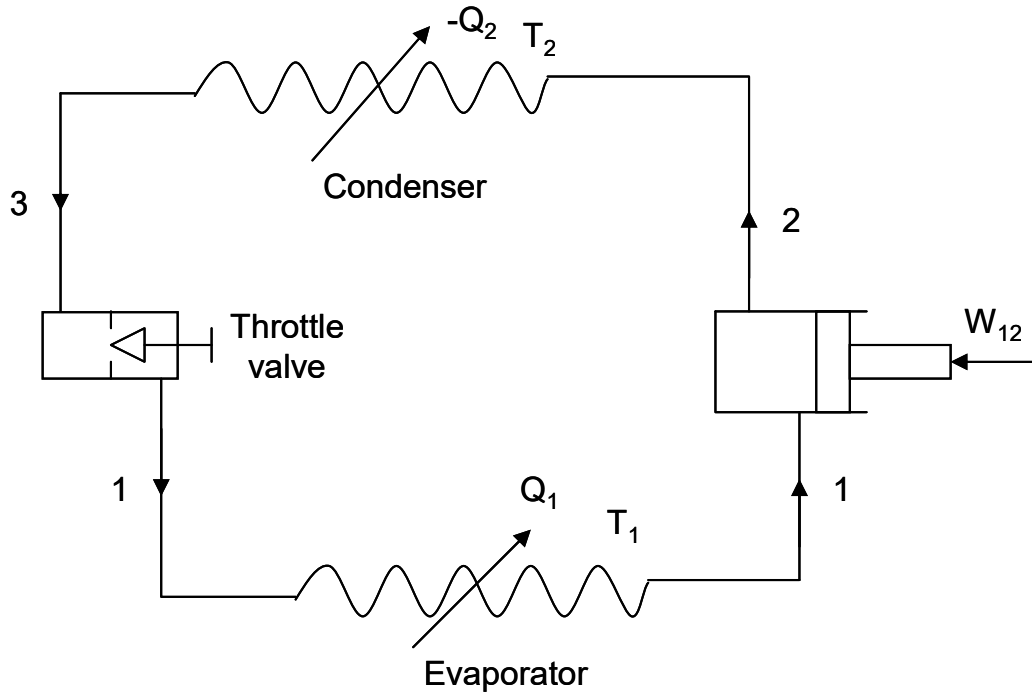 -Q₂
T₂
Condenser
3
2
Throttle
valve
W₁₂
1
Q₁
T₁
1
Evaporator